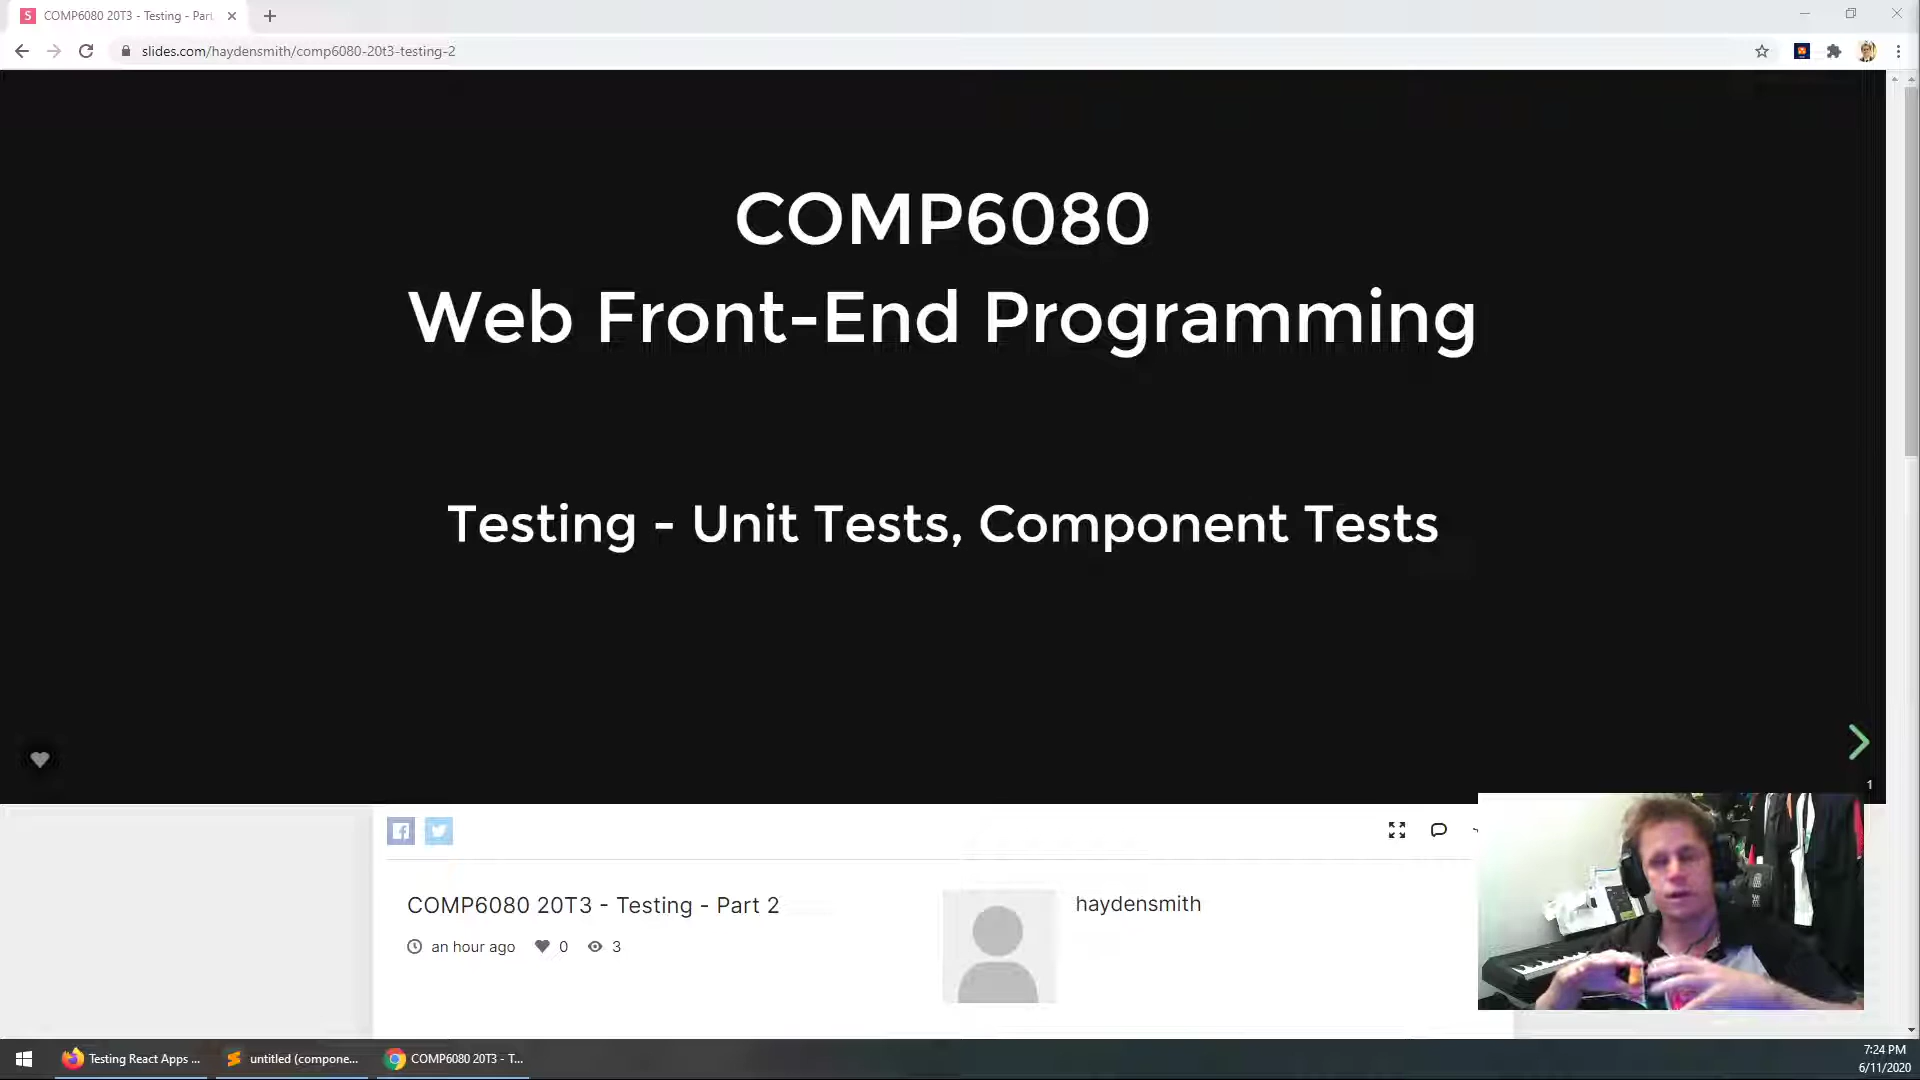 COMP6080 20T3 - Testing - Par
slides.com/haydensmith/comp6080-20t3-testing-2
COMP6080
Web Front-End Programming
Testing - Unit Tests, Component Tests
1
COMP6080 20T3 - Testing - Part 2
an hour ago 0 3
haydensmith
Testing React Apps ...
untitled (compone...
COMP6080 20T3 - T...
7:24 PM
6/11/2020